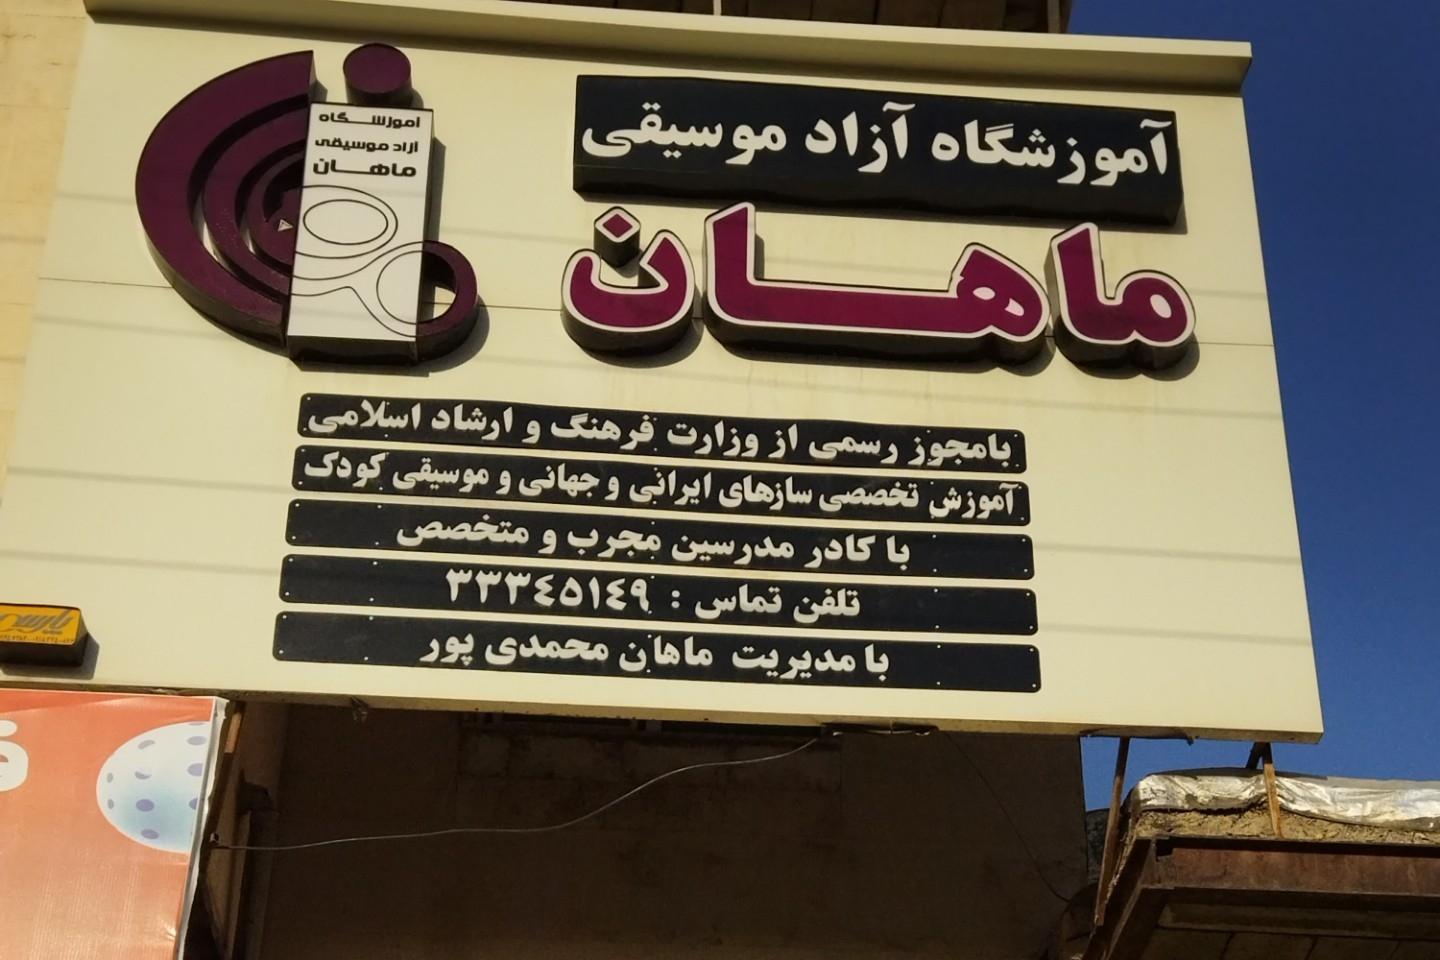 آموزشگاه آزاد موسیقی
ماهان
آموزشگاه
آزاد موسیقی
ماهان
بامجوز رسمی از وزارت فرهنگ و ارشاد اسلامی
آموزش تخصصی سازهای ایرانی و جهانی و موسیقی کودک
با کادر مدرسین مجرب و متخصص
تلفن تماس : ۳۳۳٤٥۱٤۹
با مدیریت ماهان محمدی پور